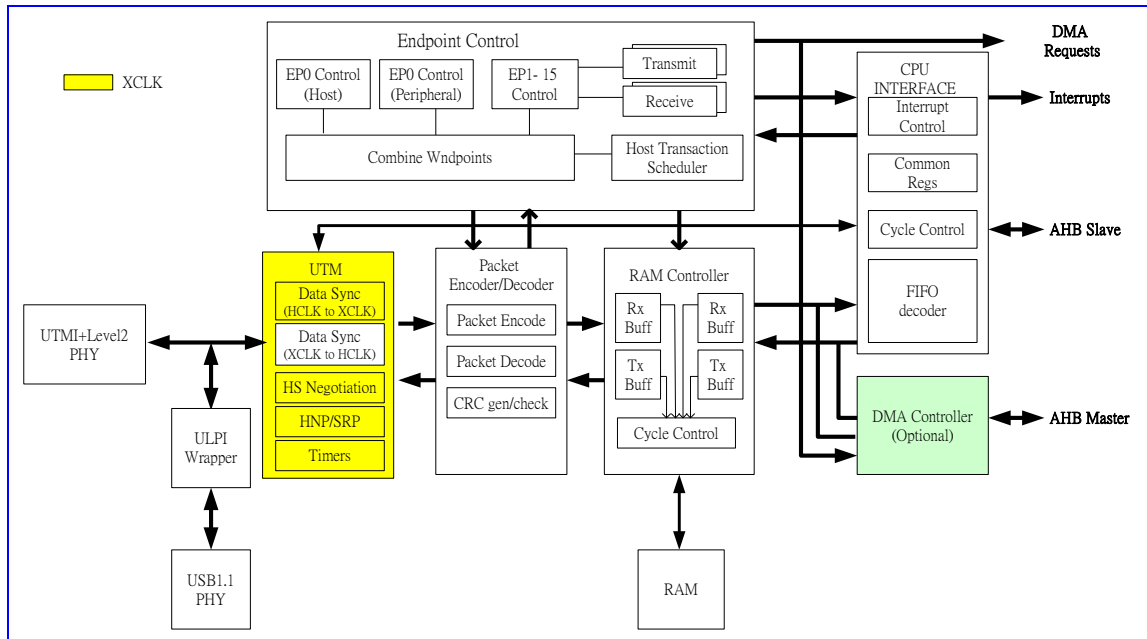 Endpoint Control
DMA
Requests
XCLK
EP0 Control
(Host)
EP0 Control
(Peripheral)
EP1- 15
Control
Transmit
Receive
CPU
INTERFACE
Interrupt
Control
Interrupts
Combine Wndpoints
Host Transaction
Scheduler
Common
Regs
Cycle Control
AHB Slave
UTM
Data Sync
(HCLK to XCLK)
Data Sync
(XCLK to HCLK)
HS Negotiation
HNP/SRP
Timers
Packet
Encoder/Decoder
Packet Encode
Packet Decode
CRC gen/check
RAM Controller
Rx
Buff
Rx
Buff
Tx
Buff
Tx
Buff
Cycle Control
FIFO
decoder
UTMI+Level2
PHY
DMA Controller
(Optional)
AHB Master
ULPI
Wrapper
USB1.1
PHY
RAM